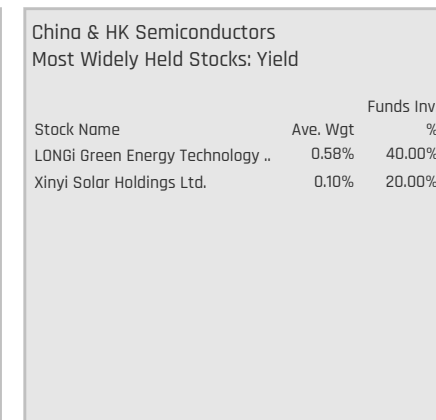 China & HK Semiconductors
Most Widely Held Stocks: Yield
Funds Inv
Stock Name Ave. Wgt %
LONGi Green Energy Technology .. 0.58% 40.00%
Xinyi Solar Holdings Ltd. 0.10% 20.00%